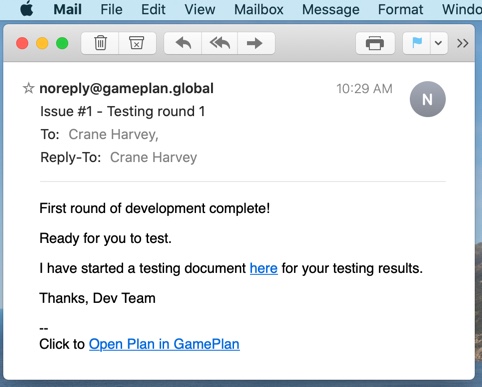 Mail File Edit View Mailbox Message Format Windo
noreply@gameplan.global 10:29 AM
N
Issue #1 - Testing round 1
To: Crane Harvey,
Reply-To: Crane Harvey
First round of development complete!
Ready for you to test.
I have started a testing document here for your testing results.
Thanks, Dev Team
--
Click to Open Plan in GamePlan